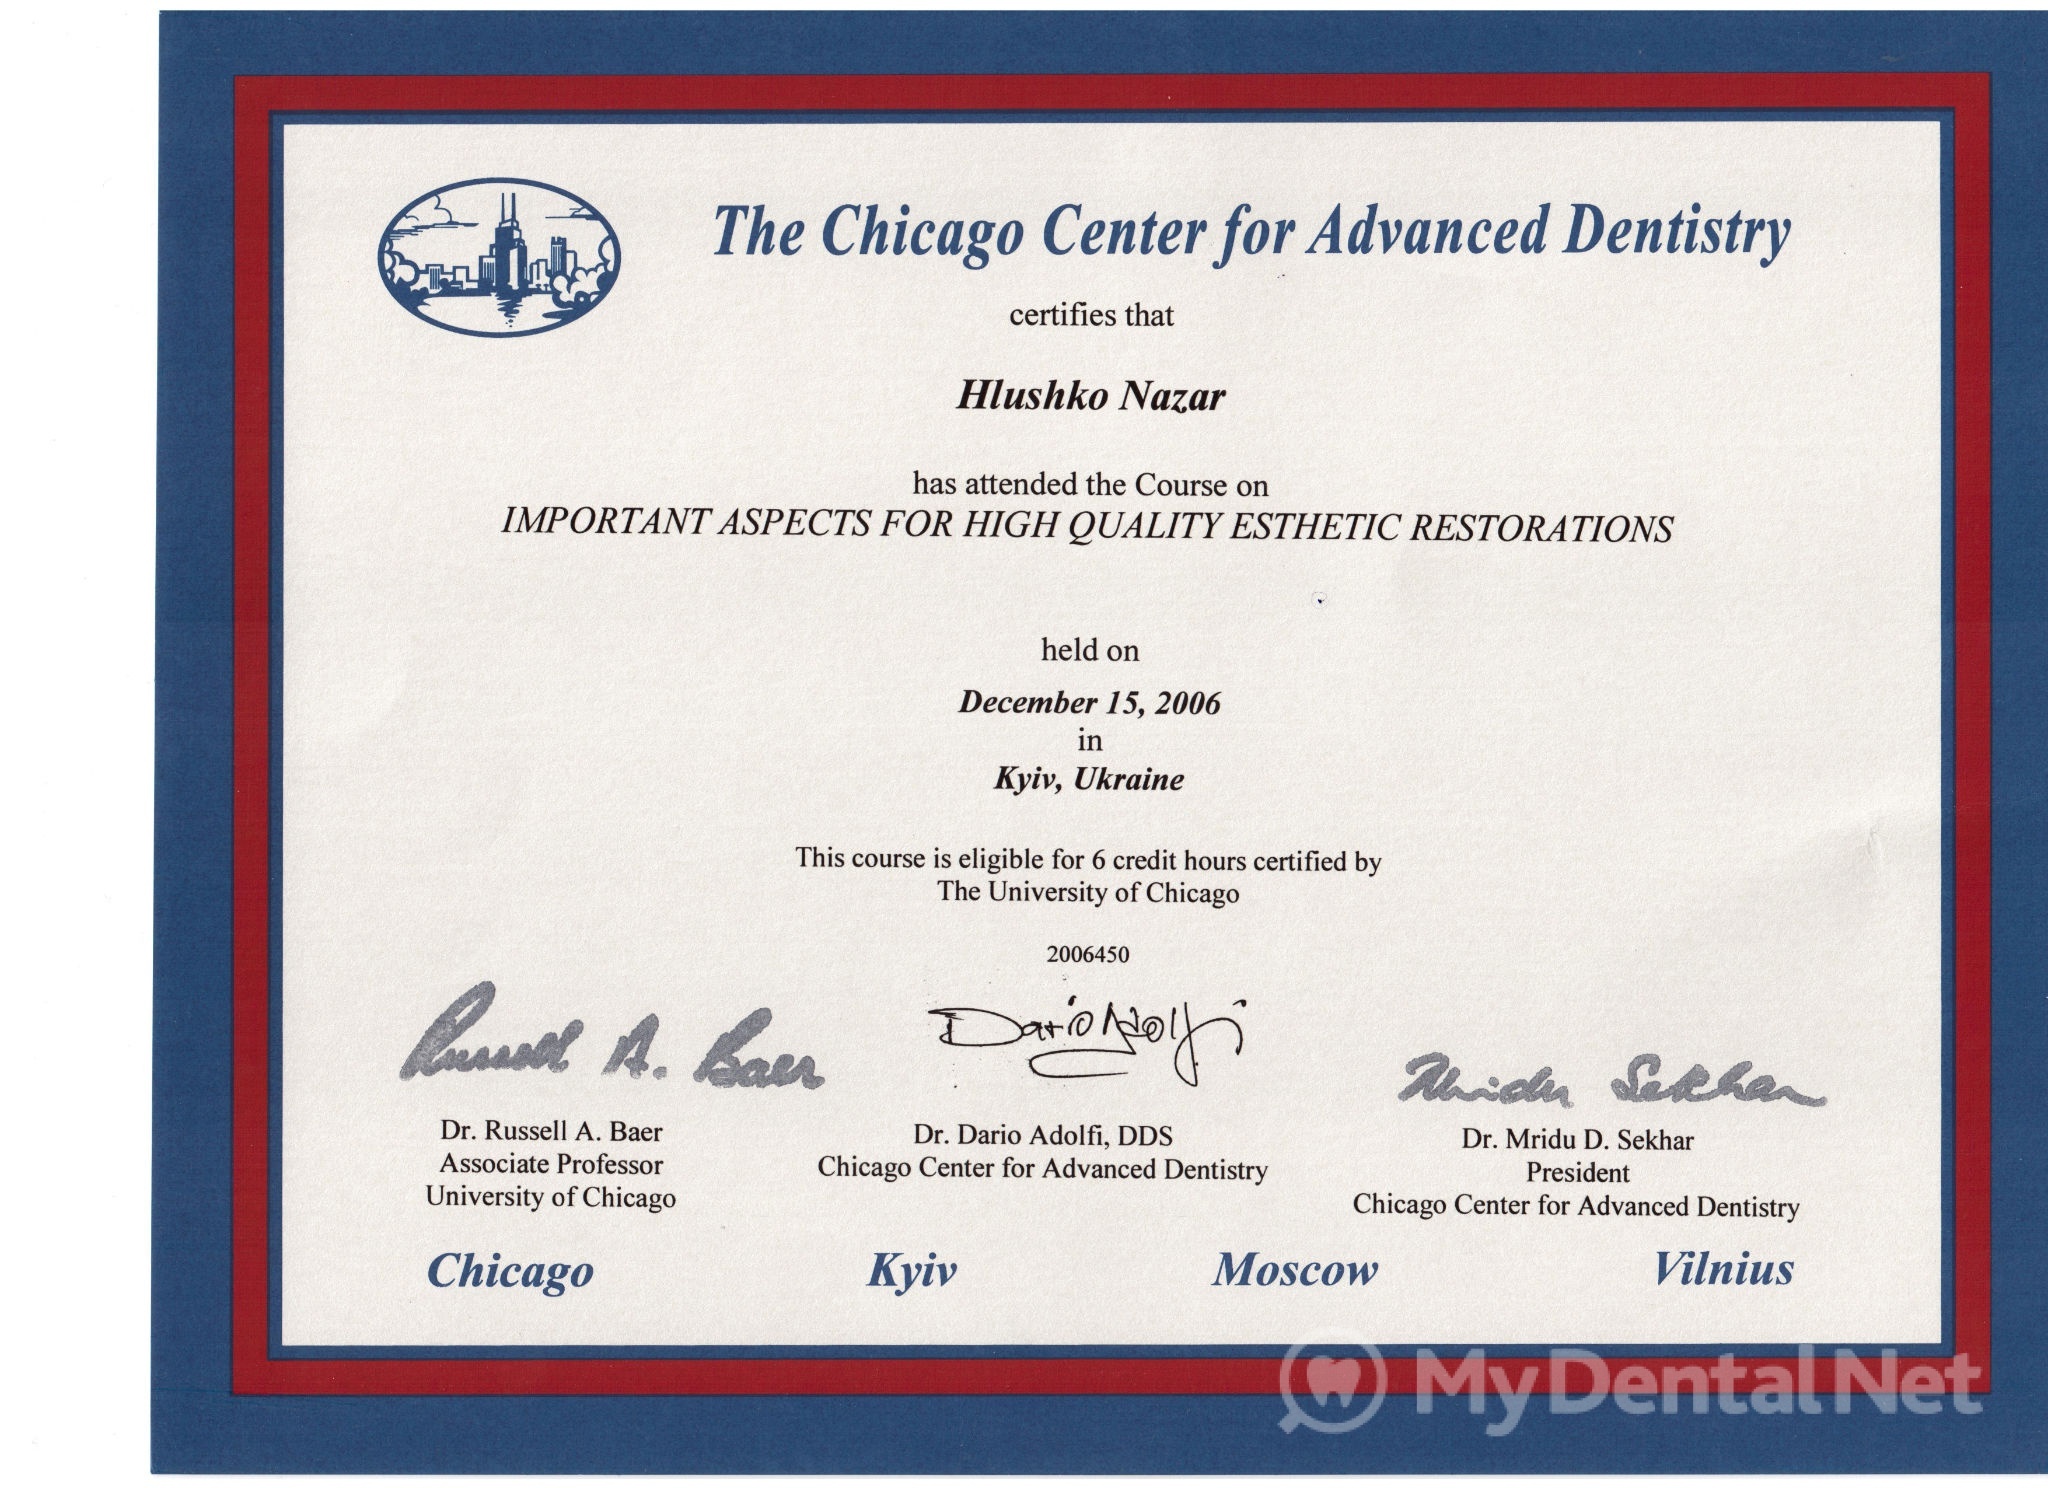 The Chicago Center for Advanced Dentistry
certifies that
Hlushko Nazar
has attended the Course on
IMPORTANT ASPECTS FOR HIGH QUALITY ESTHETIC RESTORATIONS
held on
December 15, 2006
in
Kyiv, Ukraine
This course is eligible for 6 credit hours certified by
The University of Chicago
2006450
Russell A. Baer
Dario Adolfi
Mridu Sekhar
Dr. Russell A. Baer
Associate Professor
University of Chicago
Dr. Dario Adolfi, DDS
Chicago Center for Advanced Dentistry
Dr. Mridu D. Sekhar
President
Chicago Center for Advanced Dentistry
Chicago Kyiv Moscow Vilnius
MyDentalNet